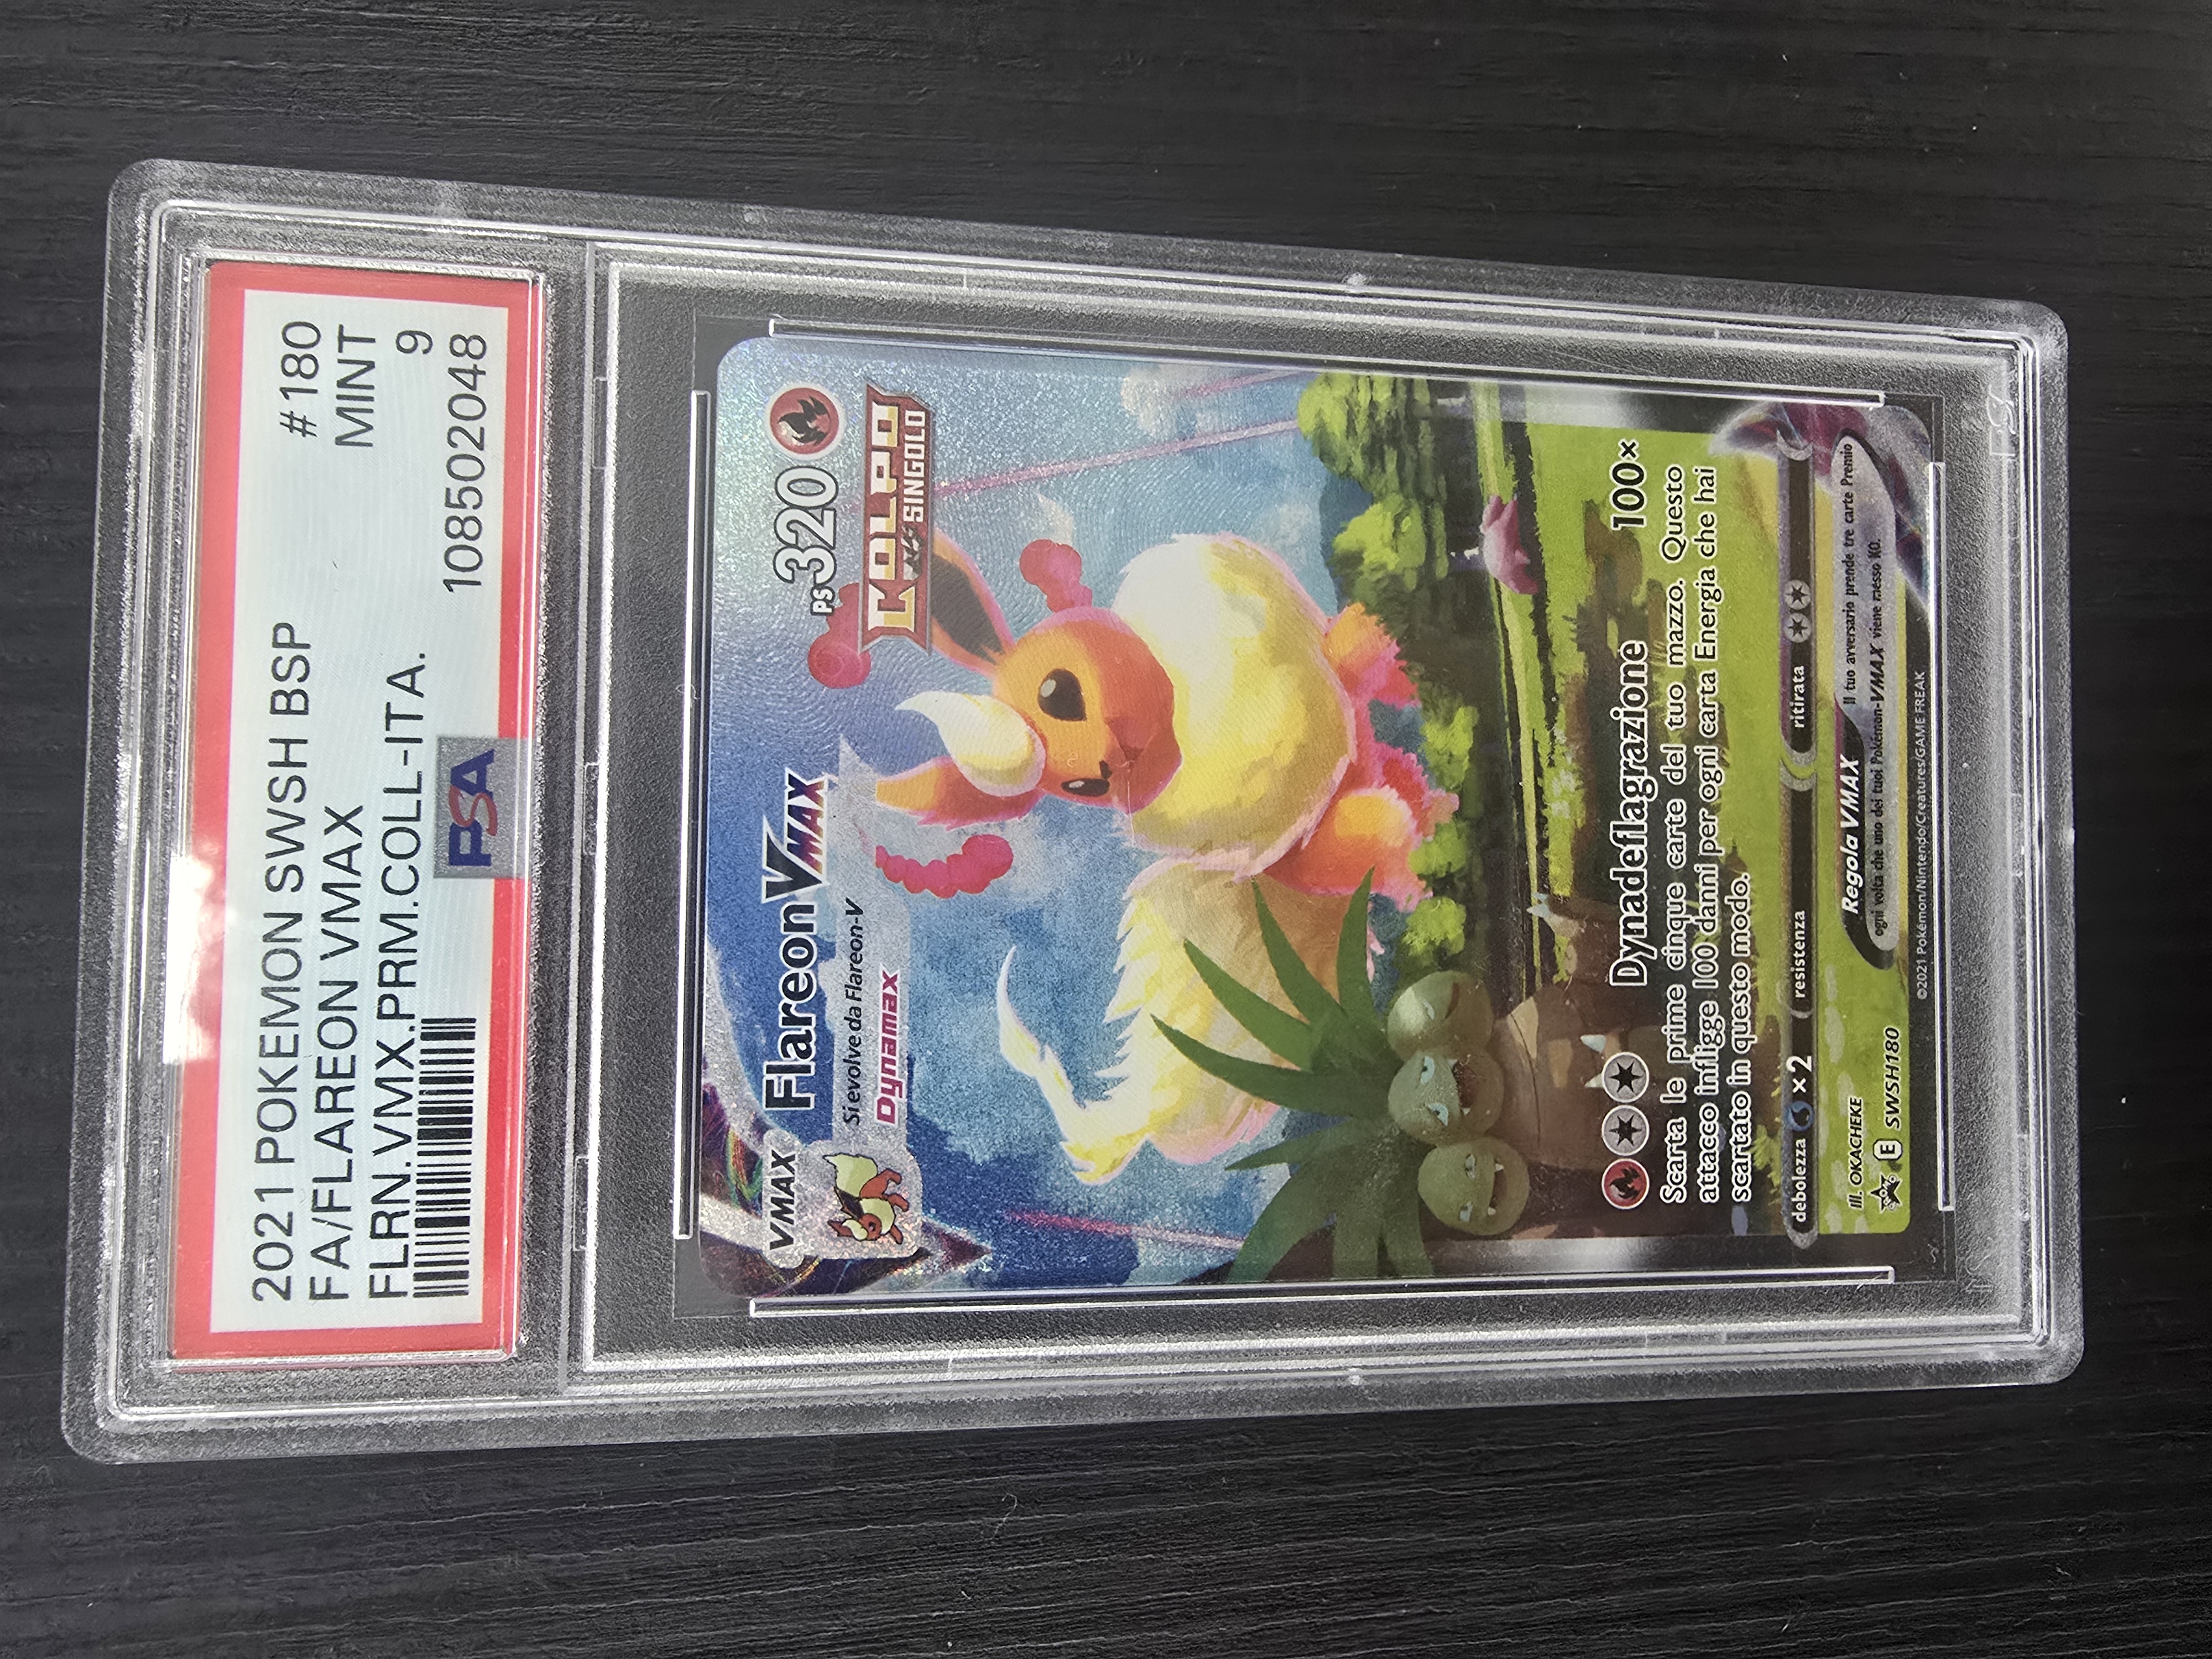 2021 POKEMON SWSH BSP #180
FA/FLAREON VMAX MINT
FLRN.VMX.PRM.COLL-ITA. 9
108502048
PSA
VMAX Flareon VMAX PS 320
Si evolve da Flareon-V
Dynamax
KOLPO
SINGOLO
Dynadeflagrazione 100×
Scarta le prime cinque carte del tuo mazzo. Questo
attacco infligge 100 danni per ogni carta Energia che hai
scartato in questo modo.
debolezza ×2 resistenza ritirata
Ill. OKACHEKE
E SWSH180
Regola VMAX Il tuo avversario prende tre carte Premio
ogni volta che uno dei tuoi Pokémon-VMAX viene messo KO.
©2021 Pokémon/Nintendo/Creatures/GAME FREAK